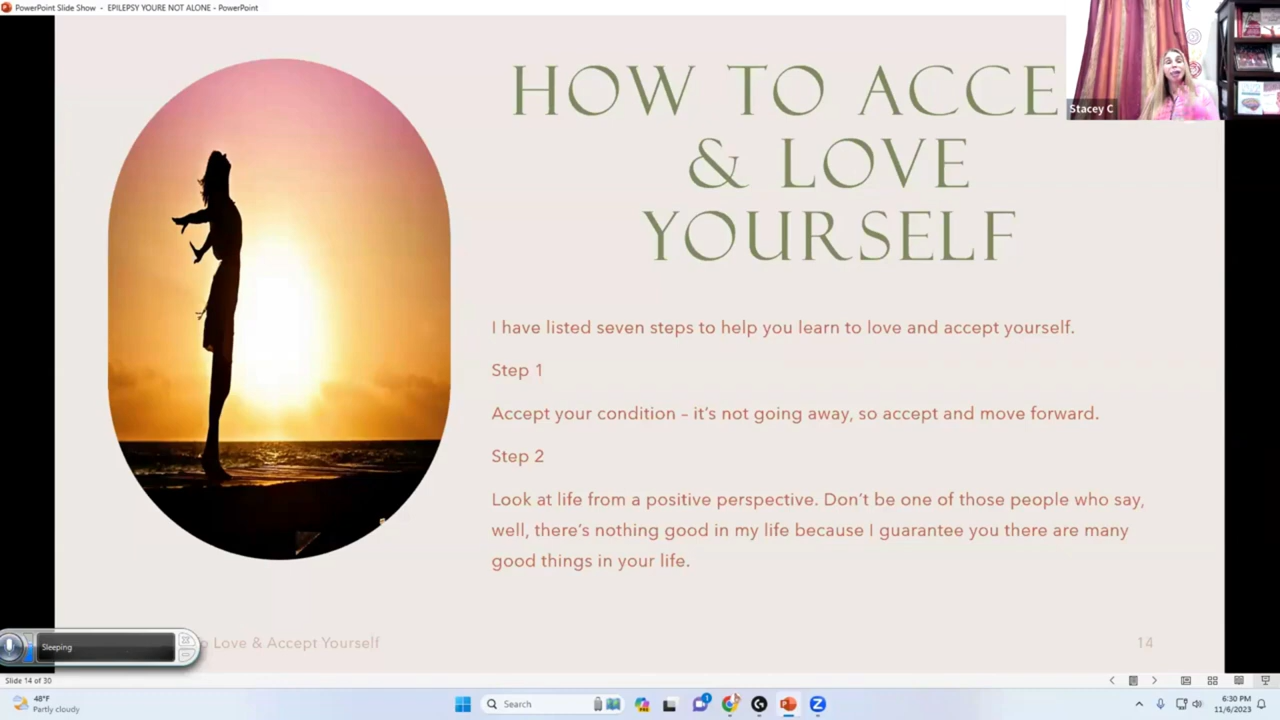 PowerPoint Slide Show - EPILEPSY YOURE NOT ALONE - PowerPoint
HOW TO ACCE
& LOVE
YOURSELF
Stacey C
I have listed seven steps to help you learn to love and accept yourself.
Step 1
Accept your condition – it's not going away, so accept and move forward.
Step 2
Look at life from a positive perspective. Don't be one of those people who say,
well, there's nothing good in my life because I guarantee you there are many
good things in your life.
Sleeping
Love & Accept Yourself
14
Slide 14 of 30
48°F
Partly cloudy
Search
6:30 PM
11/6/2023